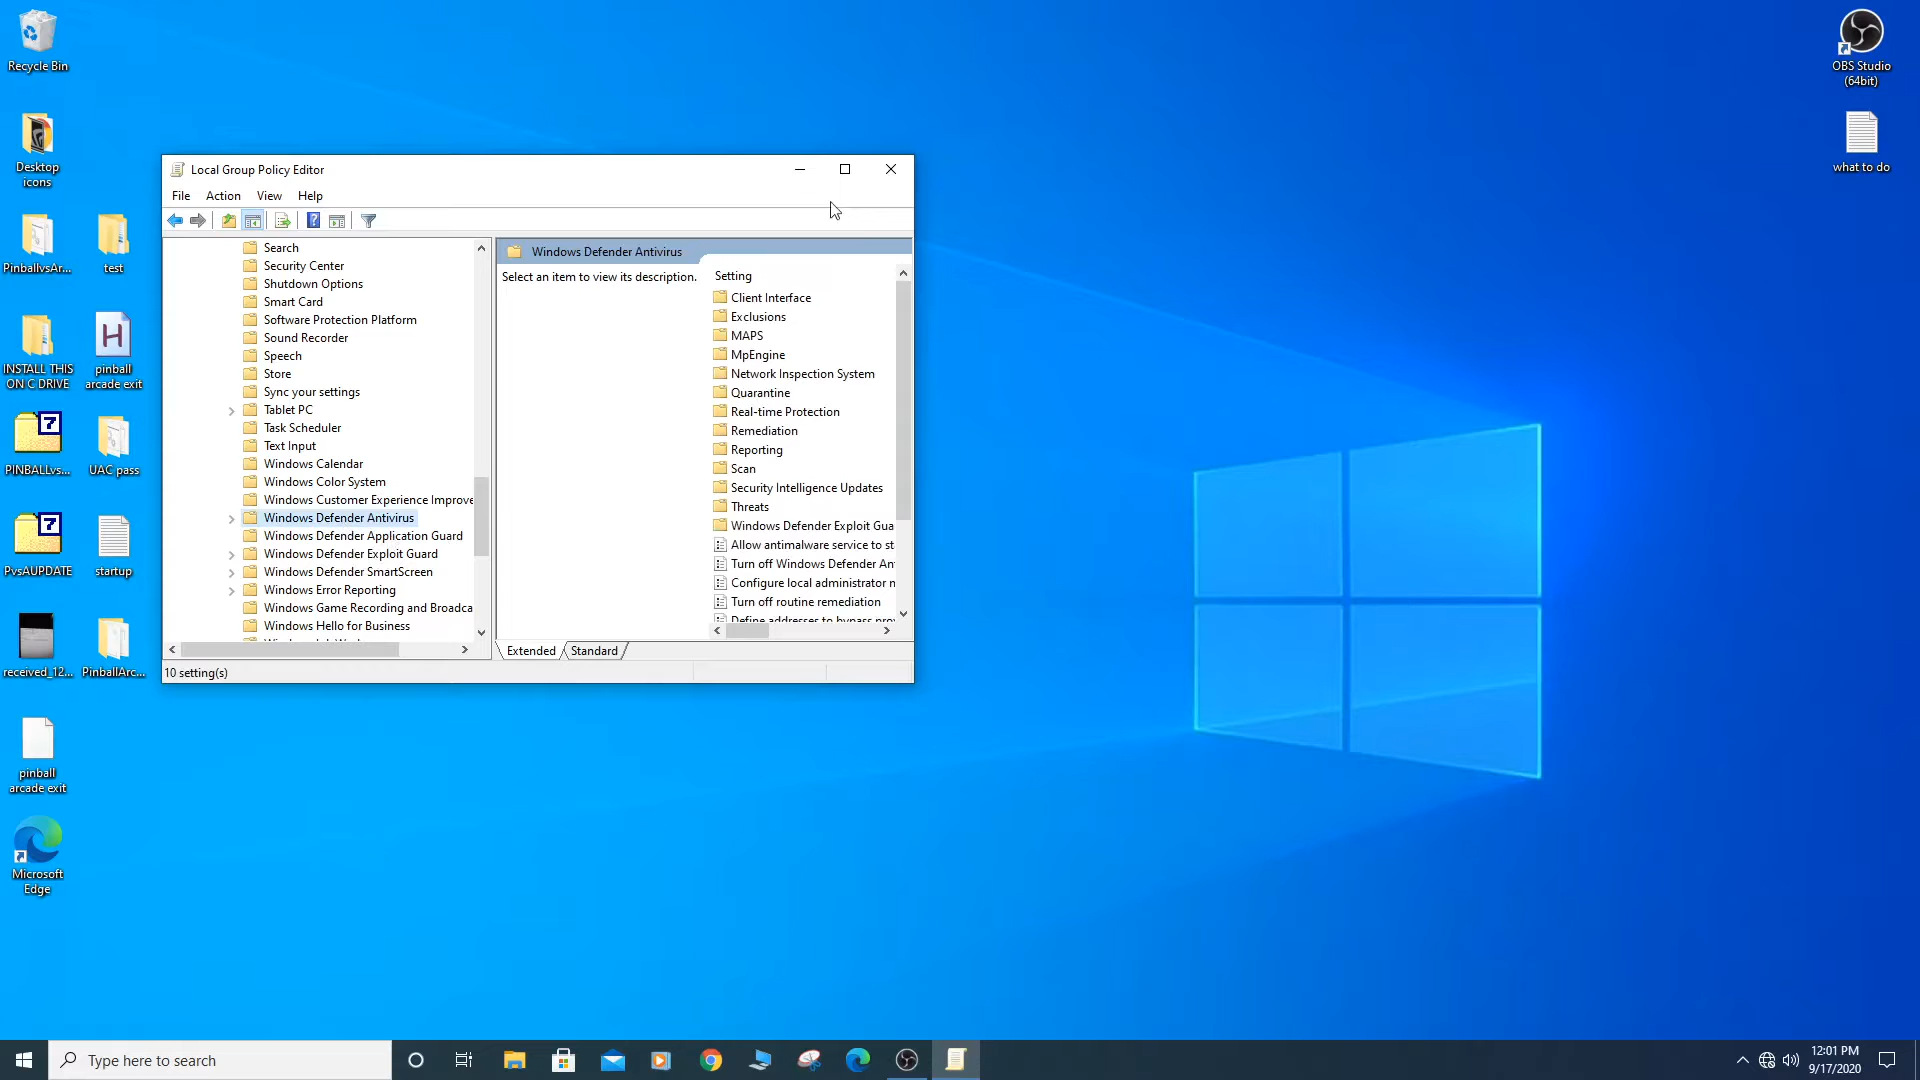 Recycle Bin
Desktop
icons
PinballvsAr...
test
INSTALL THIS
ON C DRIVE
pinball
arcade exit
PINBALLvs...
UAC pass
PvsAUPDATE
startup
received_12...
PinballArc...
pinball
arcade exit
Microsoft
Edge
OBS Studio
(64bit)
what to do
Local Group Policy Editor
File Action View Help
Search
Security Center
Shutdown Options
Smart Card
Software Protection Platform
Sound Recorder
Speech
Store
Sync your settings
Tablet PC
Task Scheduler
Text Input
Windows Calendar
Windows Color System
Windows Customer Experience Improve
Windows Defender Antivirus
Windows Defender Application Guard
Windows Defender Exploit Guard
Windows Defender SmartScreen
Windows Error Reporting
Windows Game Recording and Broadca
Windows Hello for Business
Windows Defender Antivirus
Select an item to view its description.
Setting
Client Interface
Exclusions
MAPS
MpEngine
Network Inspection System
Quarantine
Real-time Protection
Remediation
Reporting
Scan
Security Intelligence Updates
Threats
Windows Defender Exploit Gua
Allow antimalware service to st
Turn off Windows Defender An
Configure local administrator n
Turn off routine remediation
Define addresses to bypass pro
Extended Standard
10 setting(s)
Type here to search
12:01 PM
9/17/2020